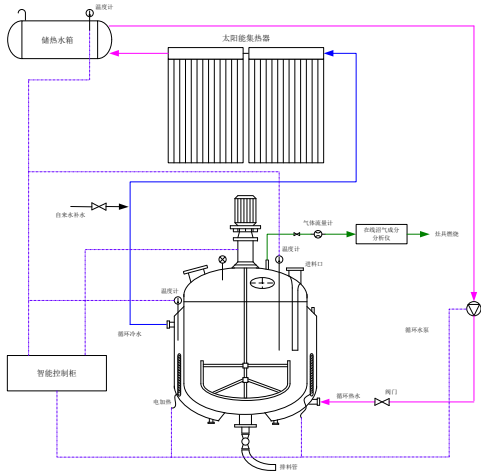 温度计
储热水箱
太阳能集热器
自来水补水
气体流量计
在线沼气成分
分析仪
灶具燃烧
温度计
进料口
温度计
循环冷水
循环水泵
智能控制柜
电加热
循环热水
阀门
排料管